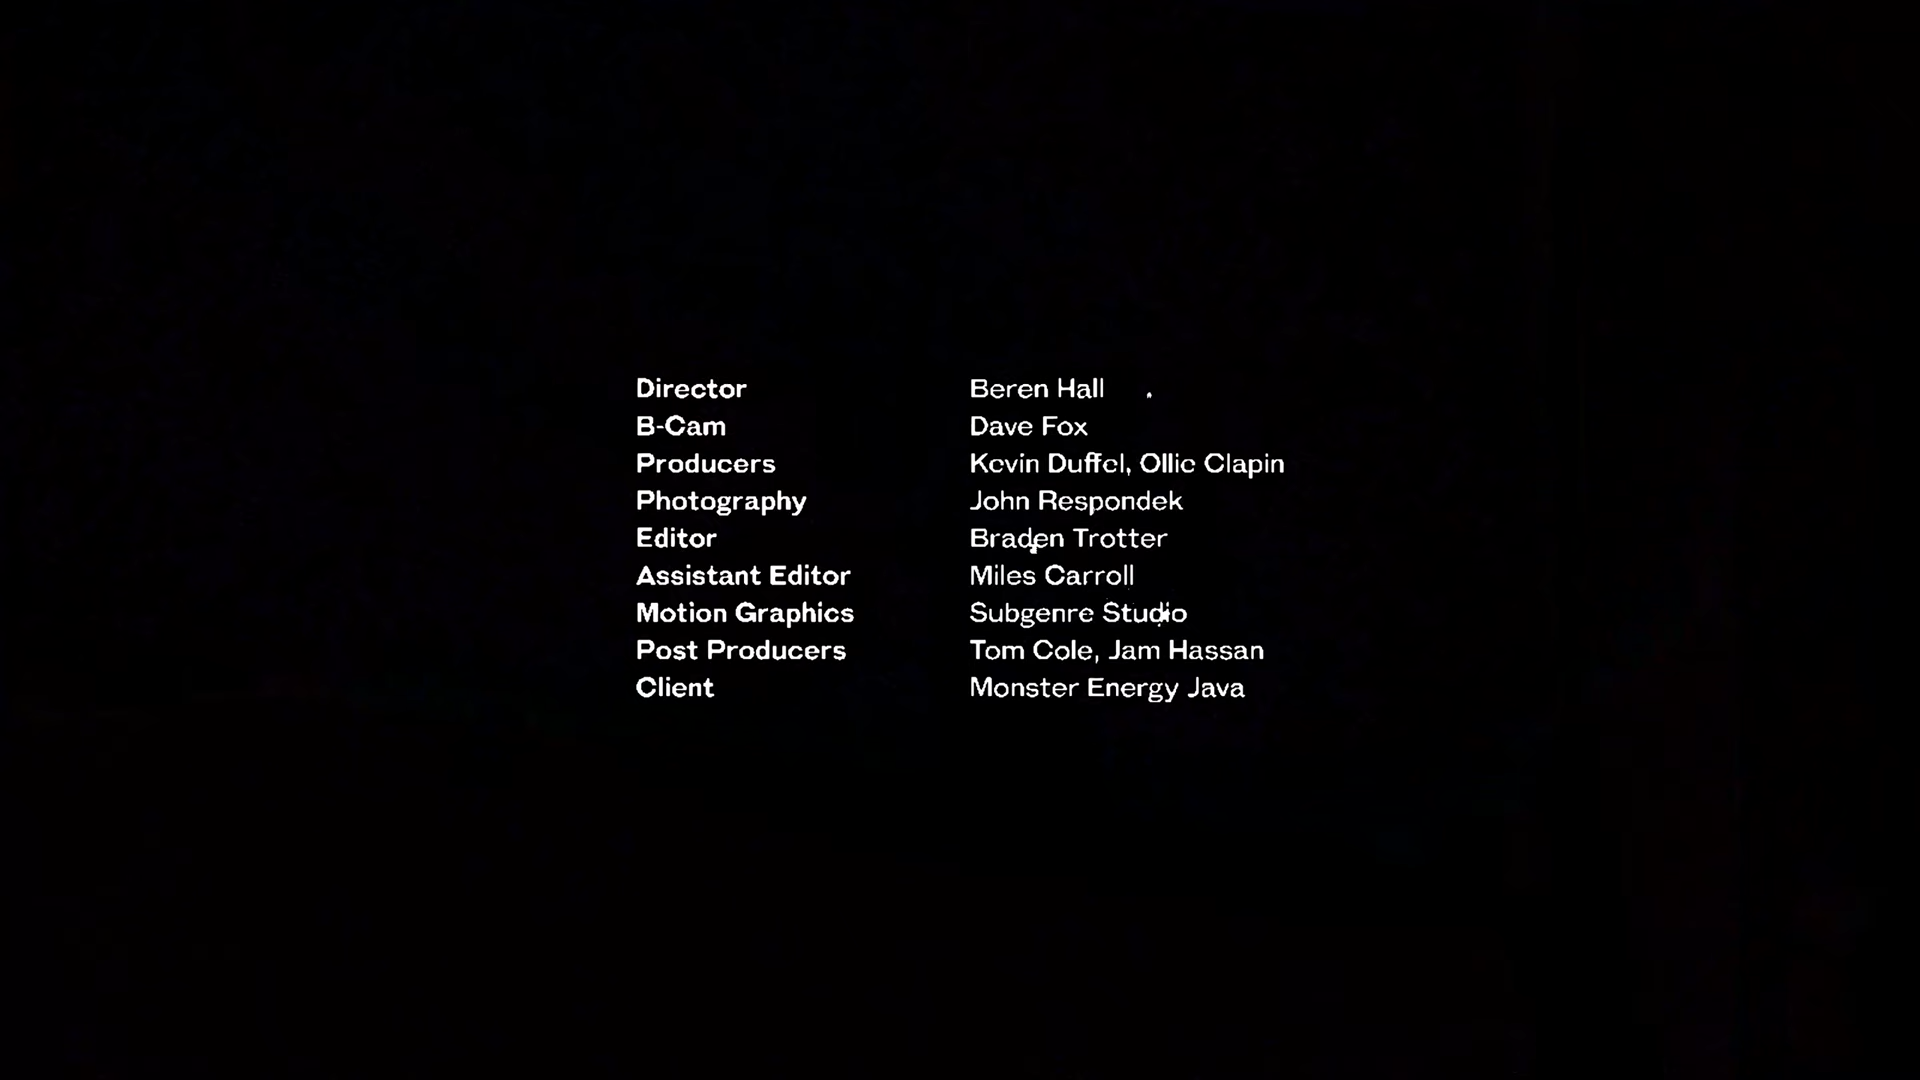 Director Beren Hall
B-Cam Dave Fox
Producers Kevin Duffel, Ollie Clapin
Photography John Respondek
Editor Braden Trotter
Assistant Editor Miles Carroll
Motion Graphics Subgenre Studio
Post Producers Tom Cole, Jam Hassan
Client Monster Energy Java